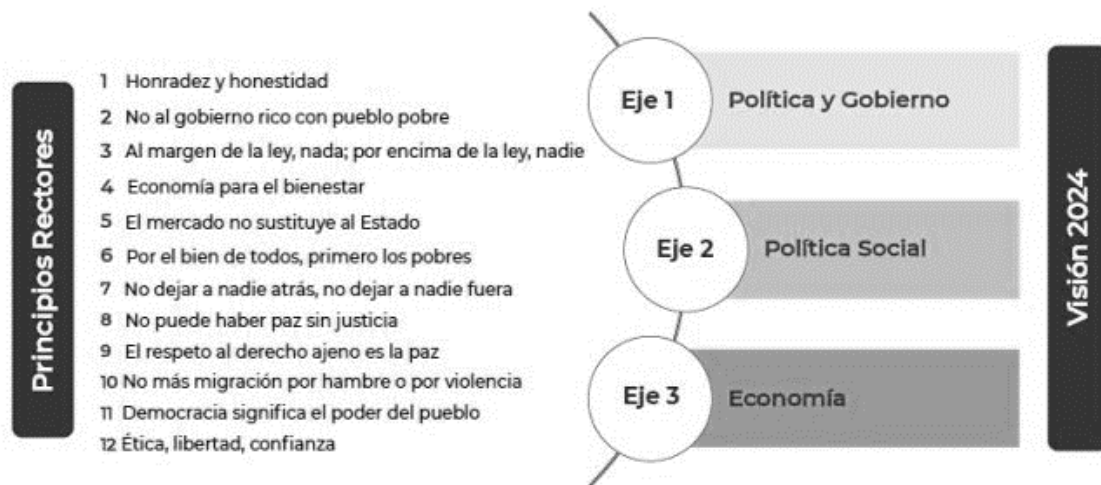 Principios Rectores
1 Honradez y honestidad
2 No al gobierno rico con pueblo pobre
3 Al margen de la ley, nada; por encima de la ley, nadie
4 Economía para el bienestar
5 El mercado no sustituye al Estado
6 Por el bien de todos, primero los pobres
7 No dejar a nadie atrás, no dejar a nadie fuera
8 No puede haber paz sin justicia
9 El respeto al derecho ajeno es la paz
10 No más migración por hambre o por violencia
11 Democracia significa el poder del pueblo
12 Ética, libertad, confianza
Eje 1
Política y Gobierno
Eje 2
Política Social
Eje 3
Economía
Visión 2024